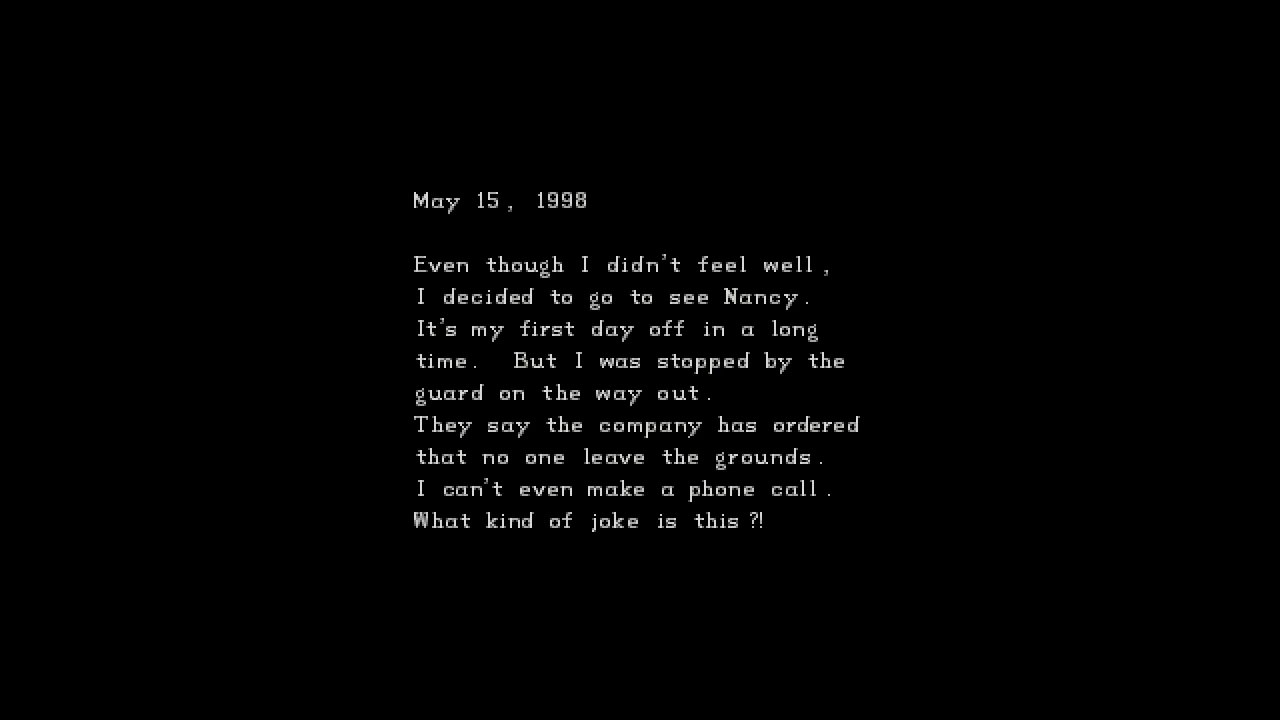 May 15, 1998
Even though I didn't feel well,
I decided to go to see Nancy.
It's my first day off in a long
time.  But I was stopped by the
guard on the way out.
They say the company has ordered
that no one leave the grounds.
I can't even make a phone call.
What kind of joke is this?!